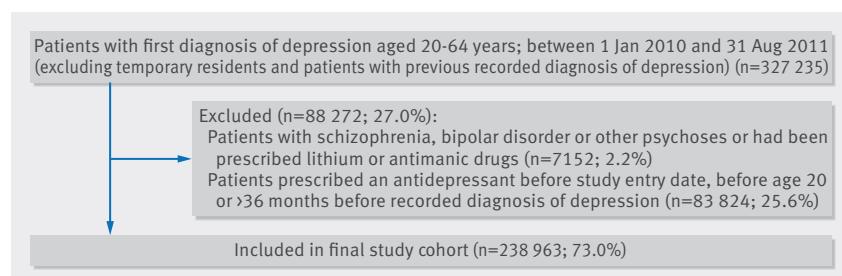 Patients with first diagnosis of depression aged 20-64 years; between 1 Jan 2010 and 31 Aug 2011
(excluding temporary residents and patients with previous recorded diagnosis of depression) (n=327 235)
Excluded (n=88 272; 27.0%):
Patients with schizophrenia, bipolar disorder or other psychoses or had been
prescribed lithium or antimanic drugs (n=7152; 2.2%)
Patients prescribed an antidepressant before study entry date, before age 20
or >36 months before recorded diagnosis of depression (n=83 824; 25.6%)
Included in final study cohort (n=238 963; 73.0%)